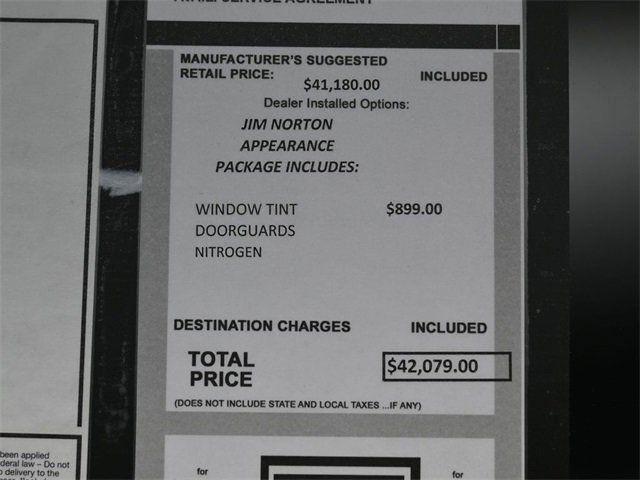 MANUFACTURER'S SUGGESTED
RETAIL PRICE: $41,180.00 INCLUDED
Dealer Installed Options:
JIM NORTON
APPEARANCE
PACKAGE INCLUDES:
WINDOW TINT $899.00
DOORGUARDS
NITROGEN
DESTINATION CHARGES INCLUDED
TOTAL
PRICE $42,079.00
(DOES NOT INCLUDE STATE AND LOCAL TAXES ...IF ANY)
been applied
deral law – Do not
delivery to the
for for